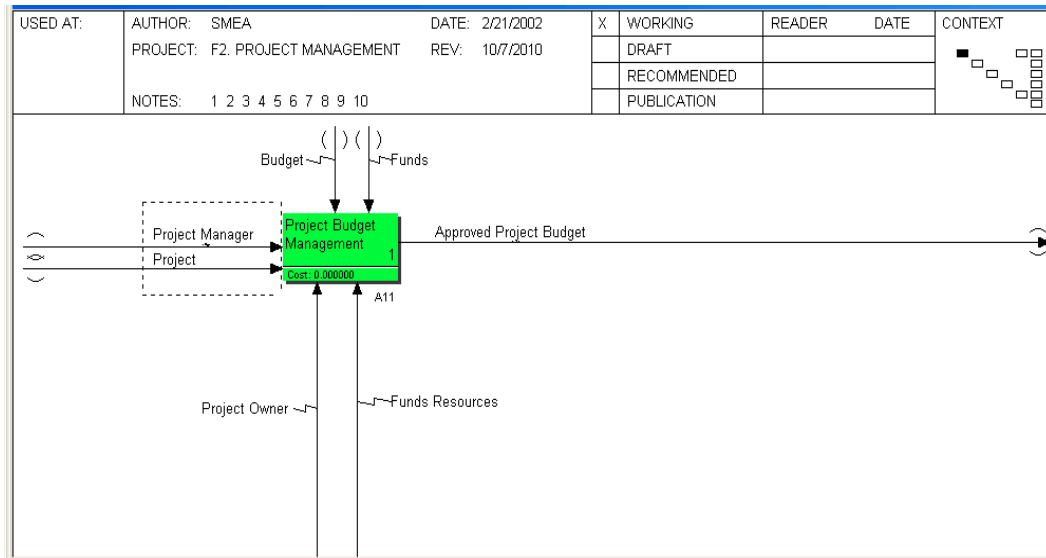 USED AT:
AUTHOR: SMEA
DATE: 2/21/2002
PROJECT: F2. PROJECT MANAGEMENT
REV: 10/7/2010
NOTES: 1 2 3 4 5 6 7 8 9 10
X WORKING
DRAFT
RECOMMENDED
PUBLICATION
READER DATE
CONTEXT
Budget
Funds
Project Manager
Project
Project Budget
Management
1
Cost: 0.000000
A11
Approved Project Budget
Project Owner
Funds Resources